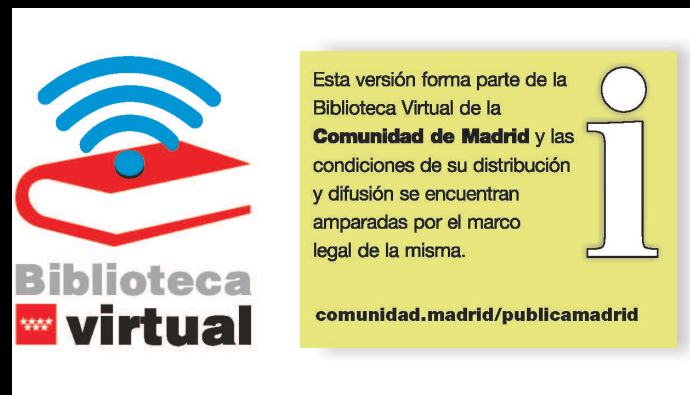 Biblioteca
virtual
Esta versión forma parte de la
Biblioteca Virtual de la
Comunidad de Madrid y las
condiciones de su distribución
y difusión se encuentran
amparadas por el marco
legal de la misma.
comunidad.madrid/publicamadrid
i